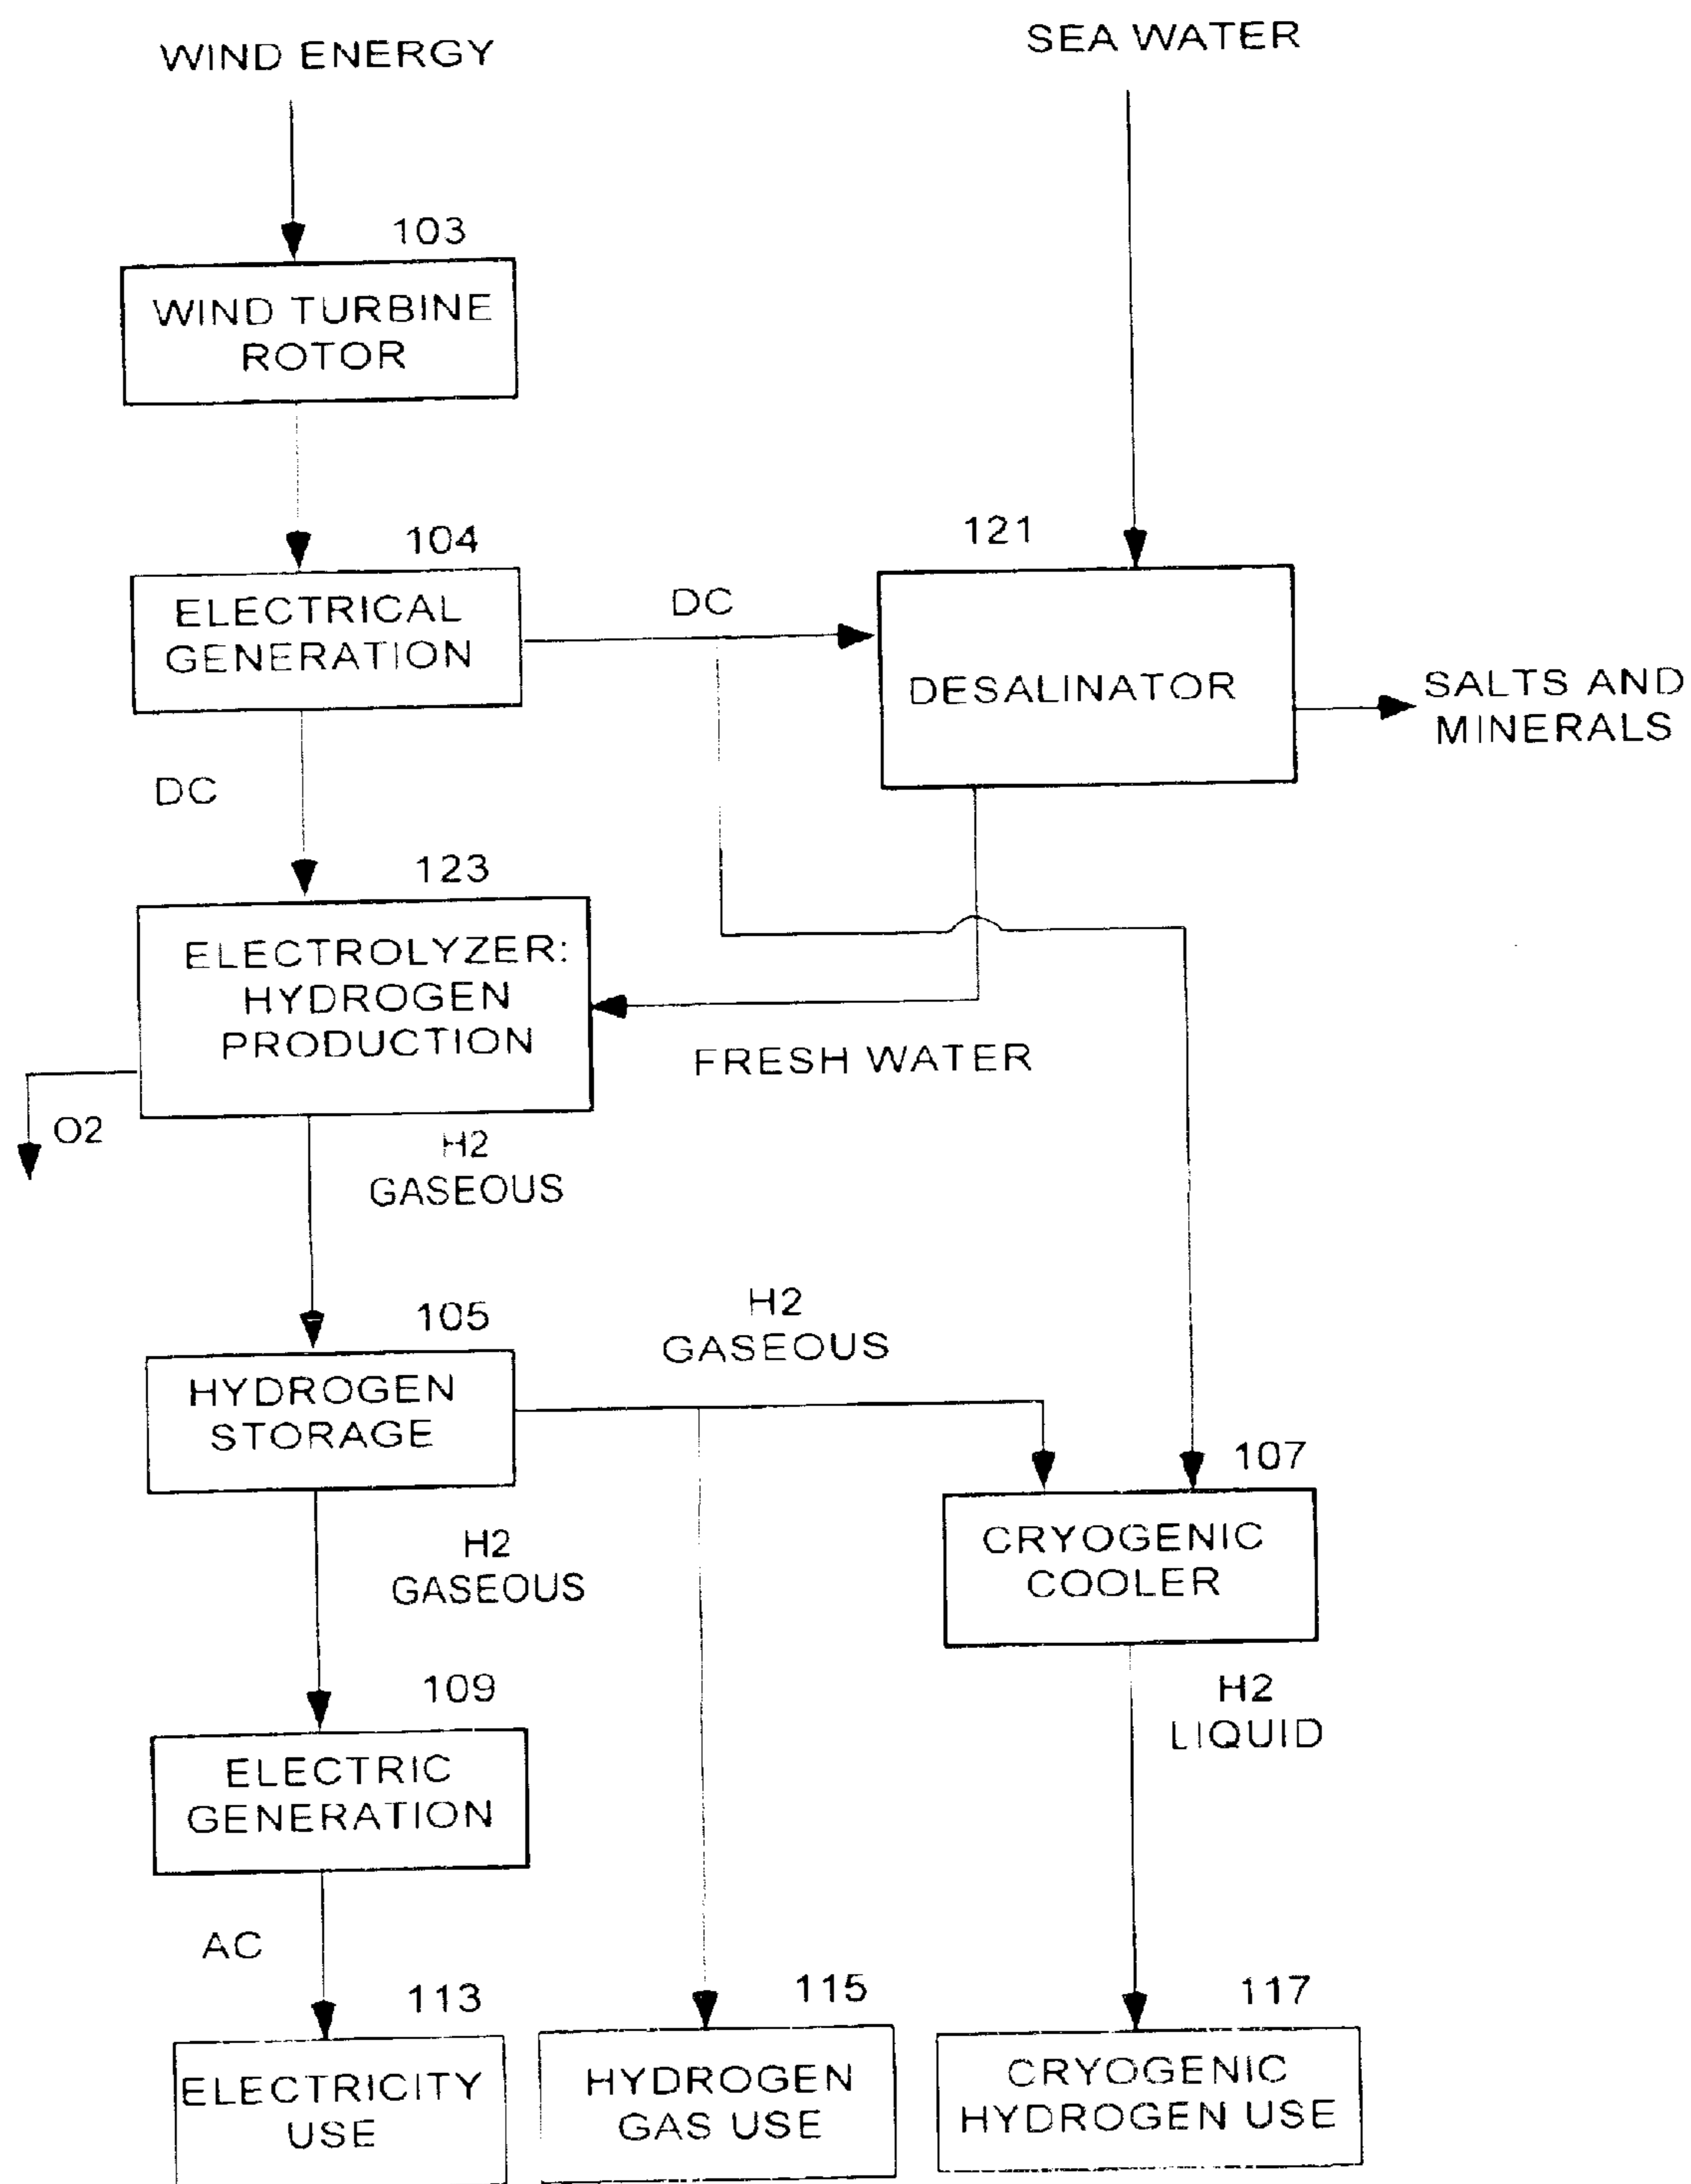 WIND ENERGY
SEA WATER
103
WIND TURBINE
ROTOR
104
ELECTRICAL
GENERATION
DC
121
DESALINATOR
SALTS AND
MINERALS
DC
123
ELECTROLYZER:
HYDROGEN
PRODUCTION
FRESH WATER
O2
H2
GASEOUS
105
HYDROGEN
STORAGE
H2
GASEOUS
107
CRYOGENIC
COOLER
H2
GASEOUS
109
ELECTRIC
GENERATION
H2
LIQUID
AC
113
ELECTRICITY
USE
115
HYDROGEN
GAS USE
117
CRYOGENIC
HYDROGEN USE